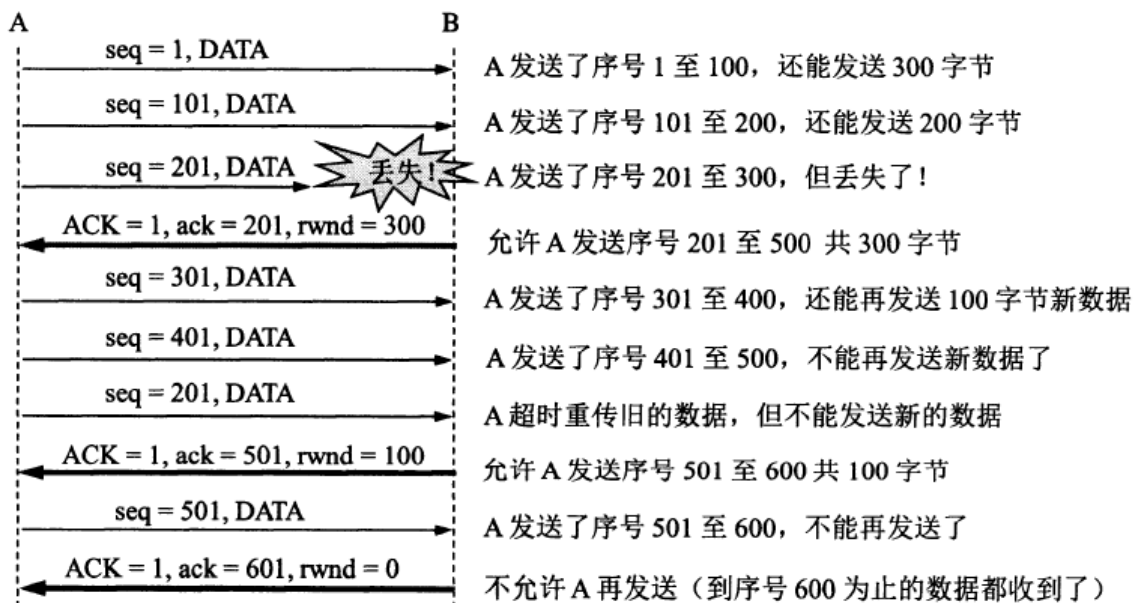 A B
seq = 1, DATA A 发送了序号 1 至 100，还能发送 300 字节
seq = 101, DATA A 发送了序号 101 至 200，还能发送 200 字节
seq = 201, DATA 丢失！ A 发送了序号 201 至 300，但丢失了！
ACK = 1, ack = 201, rwnd = 300 允许 A 发送序号 201 至 500 共 300 字节
seq = 301, DATA A 发送了序号 301 至 400，还能再发送 100 字节新数据
seq = 401, DATA A 发送了序号 401 至 500，不能再发送新数据了
seq = 201, DATA A 超时重传旧的数据，但不能发送新的数据
ACK = 1, ack = 501, rwnd = 100 允许 A 发送序号 501 至 600 共 100 字节
seq = 501, DATA A 发送了序号 501 至 600，不能再发送了
ACK = 1, ack = 601, rwnd = 0 不允许 A 再发送（到序号 600 为止的数据都收到了）